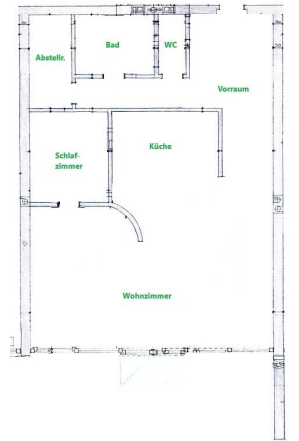 Abstellr.
Bad
WC
Vorraum
Küche
Schlaf-
zimmer
Wohnzimmer